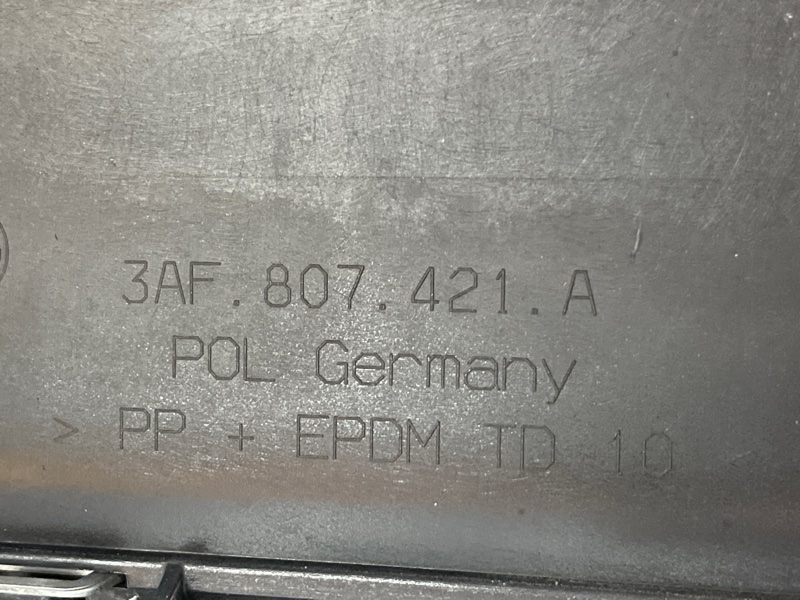 3AF.807.421.A
POL Germany
> PP + EPDM TD 10